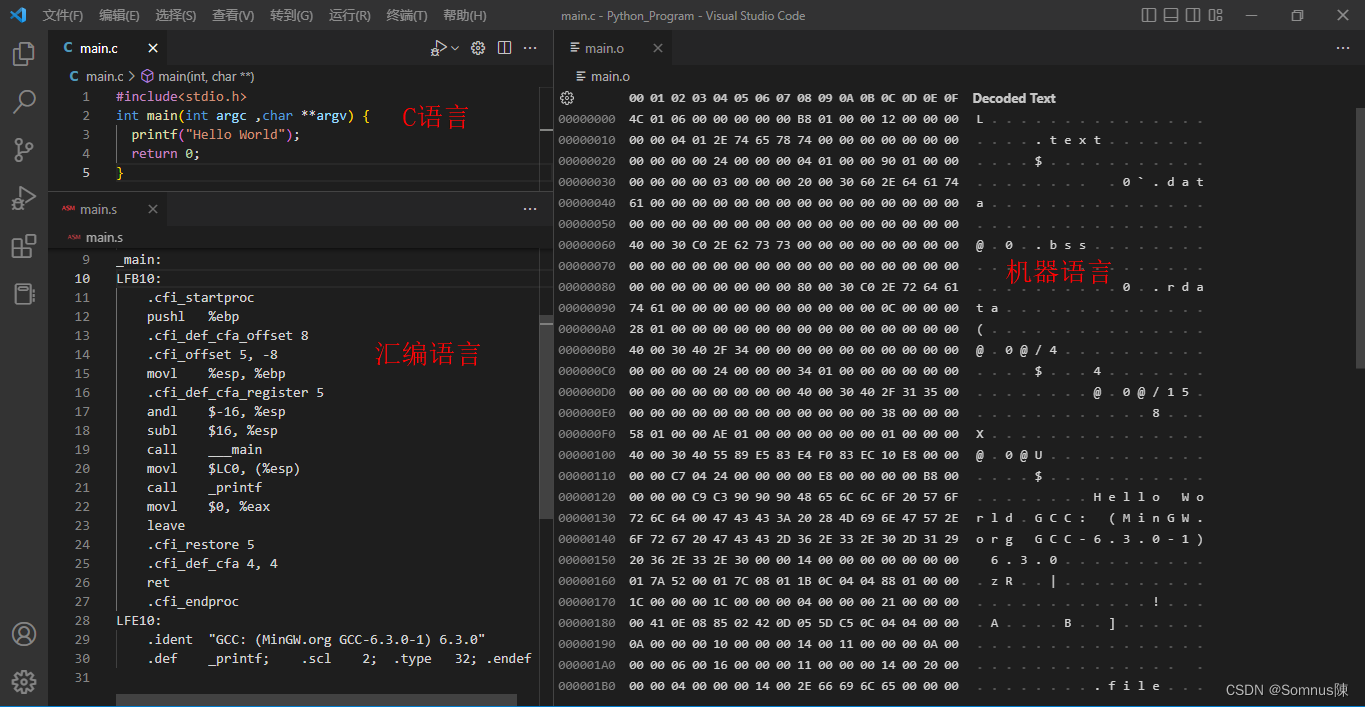 文件(F) 编辑(E) 选择(S) 查看(V) 转到(G) 运行(R) 终端(T) 帮助(H) main.c - Python_Program - Visual Studio Code
C main.c
C main.c > main(int, char **)
1 #include<stdio.h>
2 int main(int argc ,char **argv) {
3 printf("Hello World");
4 return 0;
5 }
C语言
ASM main.s
ASM main.s
9 _main:
10 LFB10:
11 .cfi_startproc
12 pushl %ebp
13 .cfi_def_cfa_offset 8
14 .cfi_offset 5, -8
15 movl %esp, %ebp
16 .cfi_def_cfa_register 5
17 andl $-16, %esp
18 subl $16, %esp
19 call ___main
20 movl $LC0, (%esp)
21 call _printf
22 movl $0, %eax
23 leave
24 .cfi_restore 5
25 .cfi_def_cfa 4, 4
26 ret
27 .cfi_endproc
28 LFE10:
29 .ident "GCC: (MinGW.org GCC-6.3.0-1) 6.3.0"
30 .def _printf; .scl 2; .type 32; .endef
31
汇编语言
main.o
main.o
00 01 02 03 04 05 06 07 08 09 0A 0B 0C 0D 0E 0F Decoded Text
00000000 4C 01 06 00 00 00 00 00 B8 01 00 00 12 00 00 00 L . . . . . . . . . . . . . . .
00000010 00 00 04 01 2E 74 65 78 74 00 00 00 00 00 00 00 . . . . . t e x t . . . . . . .
00000020 00 00 00 00 24 00 00 00 04 01 00 00 90 01 00 00 . . . . $ . . . . . . . . . . .
00000030 00 00 00 00 03 00 00 00 20 00 30 60 2E 64 61 74 . . . . . . . . . 0 ` . d a t
00000040 61 00 00 00 00 00 00 00 00 00 00 00 00 00 00 00 a . . . . . . . . . . . . . . .
00000050 00 00 00 00 00 00 00 00 00 00 00 00 00 00 00 00 . . . . . . . . . . . . . . . .
00000060 40 00 30 C0 2E 62 73 73 00 00 00 00 00 00 00 00 @ . 0 . . b s s . . . . . . . .
00000070 00 00 00 00 00 00 00 00 00 00 00 00 00 00 00 00 . . . . . . . . . . . . . . . .
00000080 00 00 00 00 00 00 00 00 80 00 30 C0 2E 72 64 61 . . . . . . . . . . 0 . . r d a
00000090 74 61 00 00 00 00 00 00 00 00 00 00 0C 00 00 00 t a . . . . . . . . . . . . . .
000000A0 28 01 00 00 00 00 00 00 00 00 00 00 00 00 00 00 ( . . . . . . . . . . . . . . .
000000B0 40 00 30 40 2F 34 00 00 00 00 00 00 00 00 00 00 @ . 0 @ / 4 . . . . . . . . . .
000000C0 00 00 00 00 24 00 00 00 34 01 00 00 00 00 00 00 . . . . $ . . . 4 . . . . . . .
000000D0 00 00 00 00 00 00 00 00 40 00 30 40 2F 31 35 00 . . . . . . . . @ . 0 @ / 1 5 .
000000E0 00 00 00 00 00 00 00 00 00 00 00 00 38 00 00 00 . . . . . . . . . . . . 8 . . .
000000F0 58 01 00 00 AE 01 00 00 00 00 00 00 01 00 00 00 X . . . . . . . . . . . . . . .
00000100 40 00 30 40 55 89 E5 83 E4 F0 83 EC 10 E8 00 00 @ . 0 @ U . . . . . . . . . . .
00000110 00 00 C7 04 24 00 00 00 00 E8 00 00 00 00 B8 00 . . . . $ . . . . . . . . . . .
00000120 00 00 00 C9 C3 90 90 90 48 65 6C 6C 6F 20 57 6F . . . . . . . . H e l l o W o
00000130 72 6C 64 00 47 43 43 3A 20 28 4D 69 6E 47 57 2E r l d . G C C : ( M i n G W .
00000140 6F 72 67 20 47 43 43 2D 36 2E 33 2E 30 2D 31 29 o r g G C C - 6 . 3 . 0 - 1 )
00000150 20 36 2E 33 2E 30 00 00 14 00 00 00 00 00 00 00 6 . 3 . 0 . . . . . . . . . .
00000160 01 7A 52 00 01 7C 08 01 1B 0C 04 04 88 01 00 00 . z R . . | . . . . . . . . . .
00000170 1C 00 00 00 1C 00 00 00 04 00 00 00 21 00 00 00 . . . . . . . . . . . . ! . . .
00000180 00 41 0E 08 85 02 42 0D 05 5D C5 0C 04 04 00 00 . A . . . . B . . ] . . . . . .
00000190 0A 00 00 00 10 00 00 00 14 00 11 00 00 00 0A 00 . . . . . . . . . . . . . . . .
000001A0 00 00 06 00 16 00 00 00 11 00 00 00 14 00 20 00 . . . . . . . . . . . . . . .
000001B0 00 00 04 00 00 00 14 00 2E 66 69 6C 65 00 00 00 . . . . . . . . . f i l e . . .
机器语言
CSDN @Somnus陳